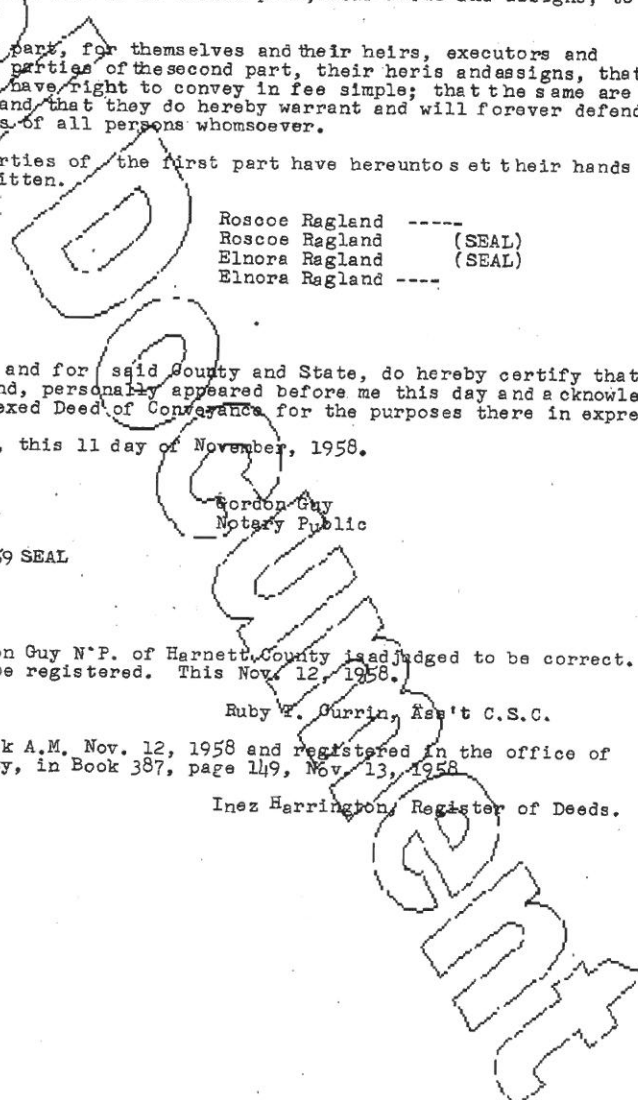 part, for themselves and their heirs, executors and
parties of thesecond part, their heris andassigns, that
have right to convey in fee simple; that the same are
and that they do hereby warrant and will forever defend
s of all persons whomsoever.
rties of the first part have hereunto s et their hands
itten.
Roscoe Ragland -----
Roscoe Ragland (SEAL)
Elnora Ragland (SEAL)
Elnora Ragland ----
and for said County and State, do hereby certify that
nd, personally appeared before me this day and a cknowle
exed Deed of Conveyance for the purposes there in expre
, this 11 day of November, 1958.
Gordon Guy
Notary Public
59 SEAL
on Guy N.P. of Harnett County isadjudged to be correct.
be registered. This Nov. 12, 1958.
Ruby T. Currin, Ass't C.S.C.
k A.M. Nov. 12, 1958 and registered in the office of
y, in Book 387, page 149, Nov. 13, 1958
Inez Harrington, Register of Deeds.
Document